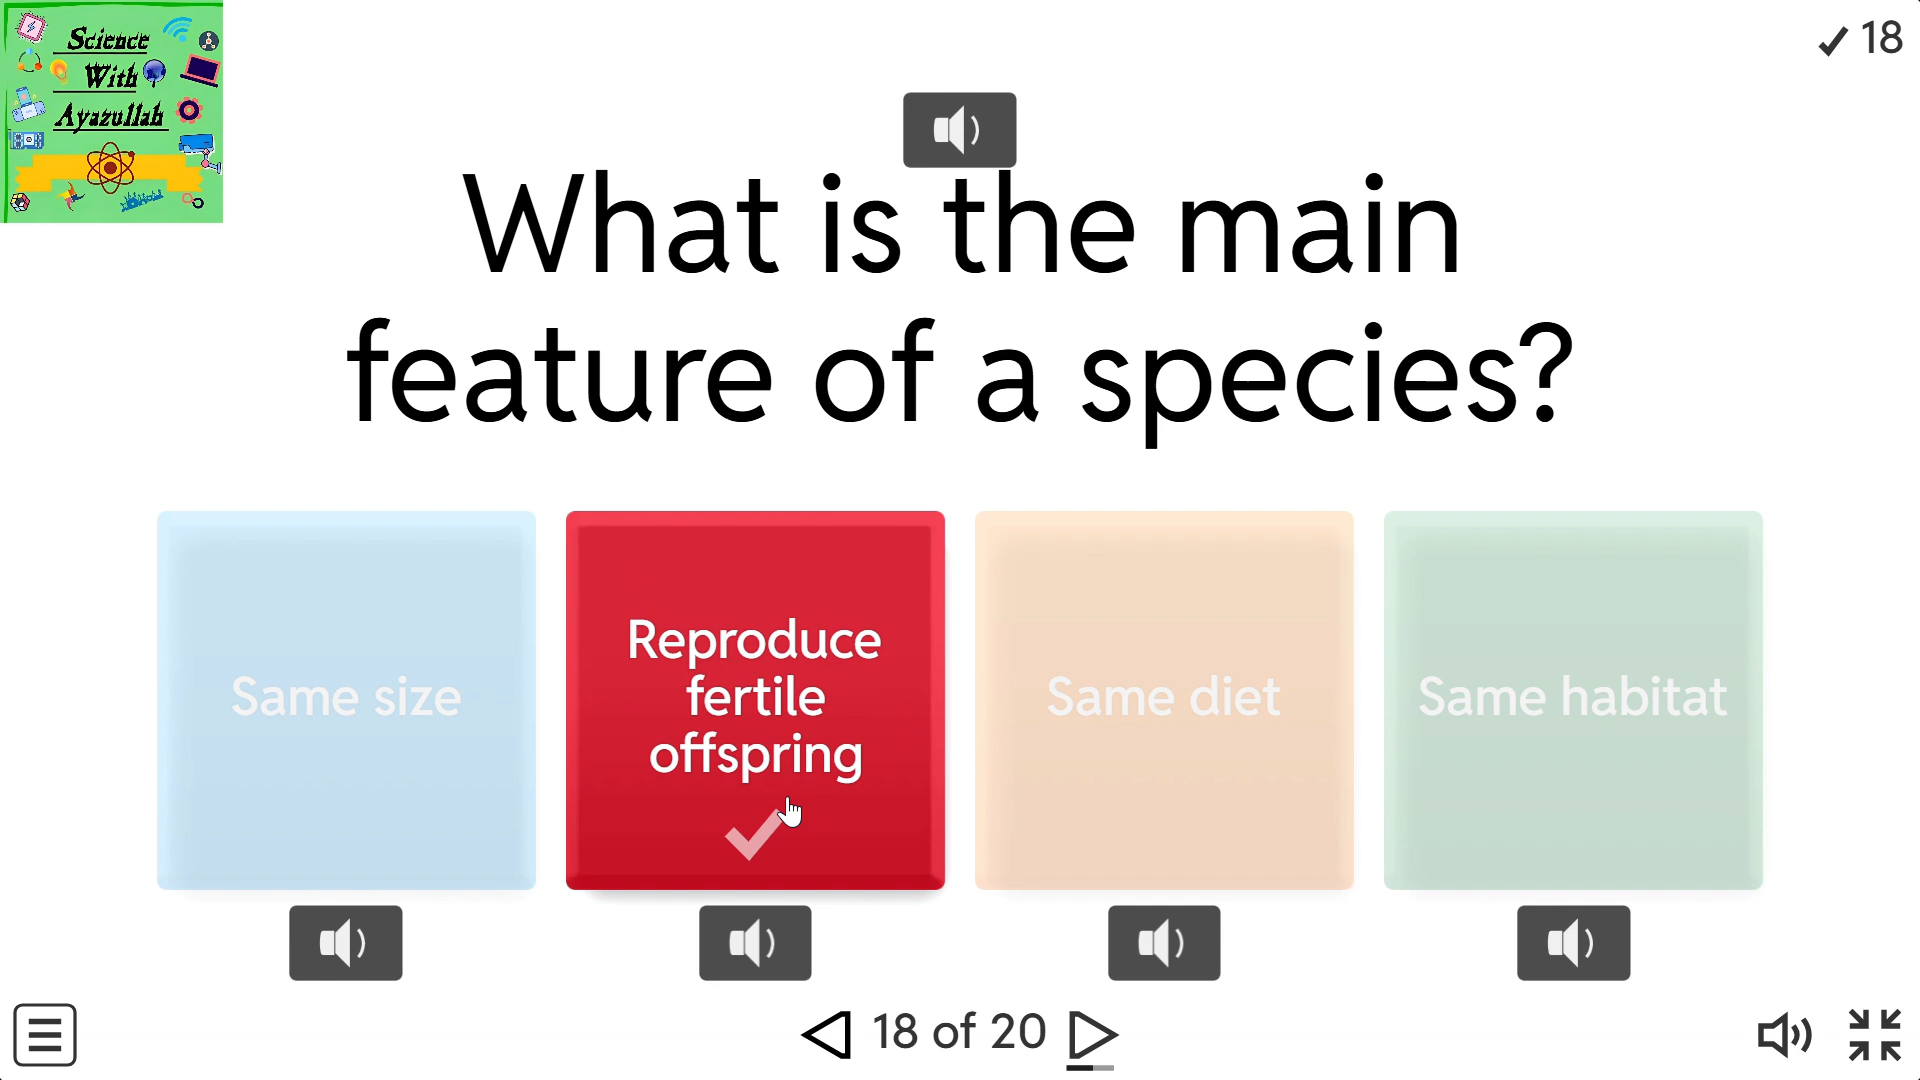 Science
With
Ayazullah
18
What is the main
feature of a species?
Same size
Reproduce
fertile
offspring
Same diet
Same habitat
18 of 20